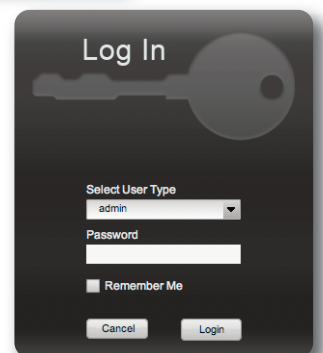 Log In
Select User Type
admin
Password
Remember Me
Cancel Login